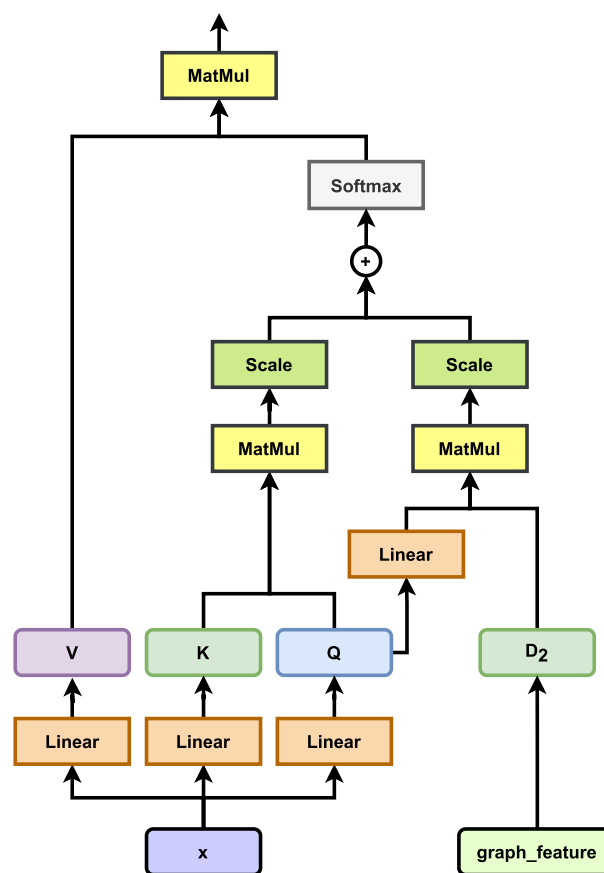 MatMul
Softmax
+
Scale
Scale
MatMul
MatMul
Linear
V
K
Q
D2
Linear
Linear
Linear
x
graph_feature